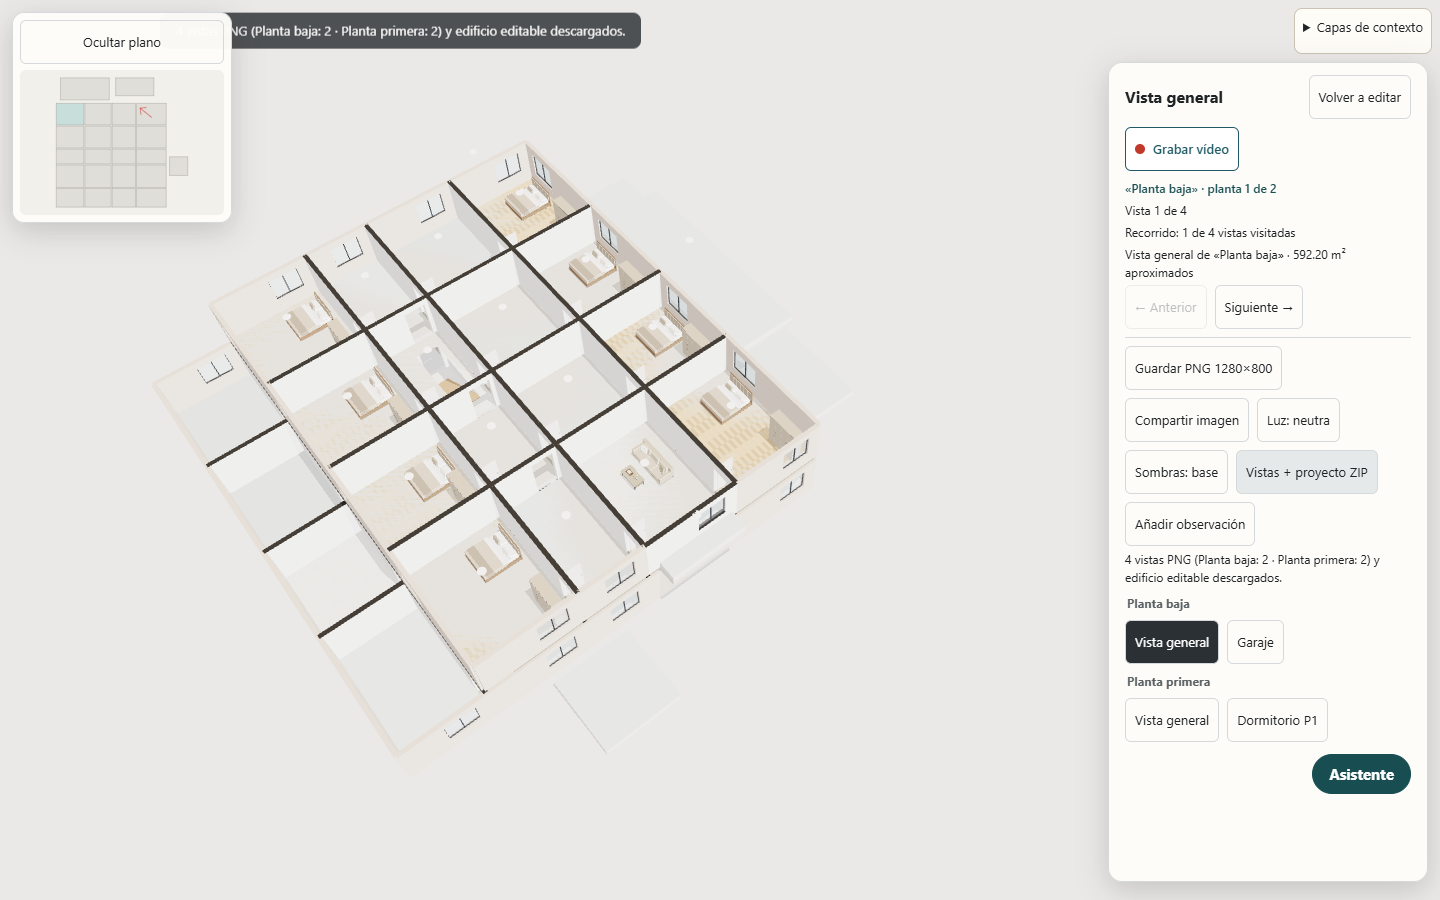 Ocultar plano
NG (Planta baja: 2 · Planta primera: 2) y edificio editable descargados.
▶ Capas de contexto
Vista general
Volver a editar
Grabar vídeo
«Planta baja» · planta 1 de 2
Vista 1 de 4
Recorrido: 1 de 4 vistas visitadas
Vista general de «Planta baja» · 592.20 m²
aproximados
← Anterior
Siguiente →
Guardar PNG 1280×800
Compartir imagen
Luz: neutra
Sombras: base
Vistas + proyecto ZIP
Añadir observación
4 vistas PNG (Planta baja: 2 · Planta primera: 2) y
edificio editable descargados.
Planta baja
Vista general
Garaje
Planta primera
Vista general
Dormitorio P1
Asistente